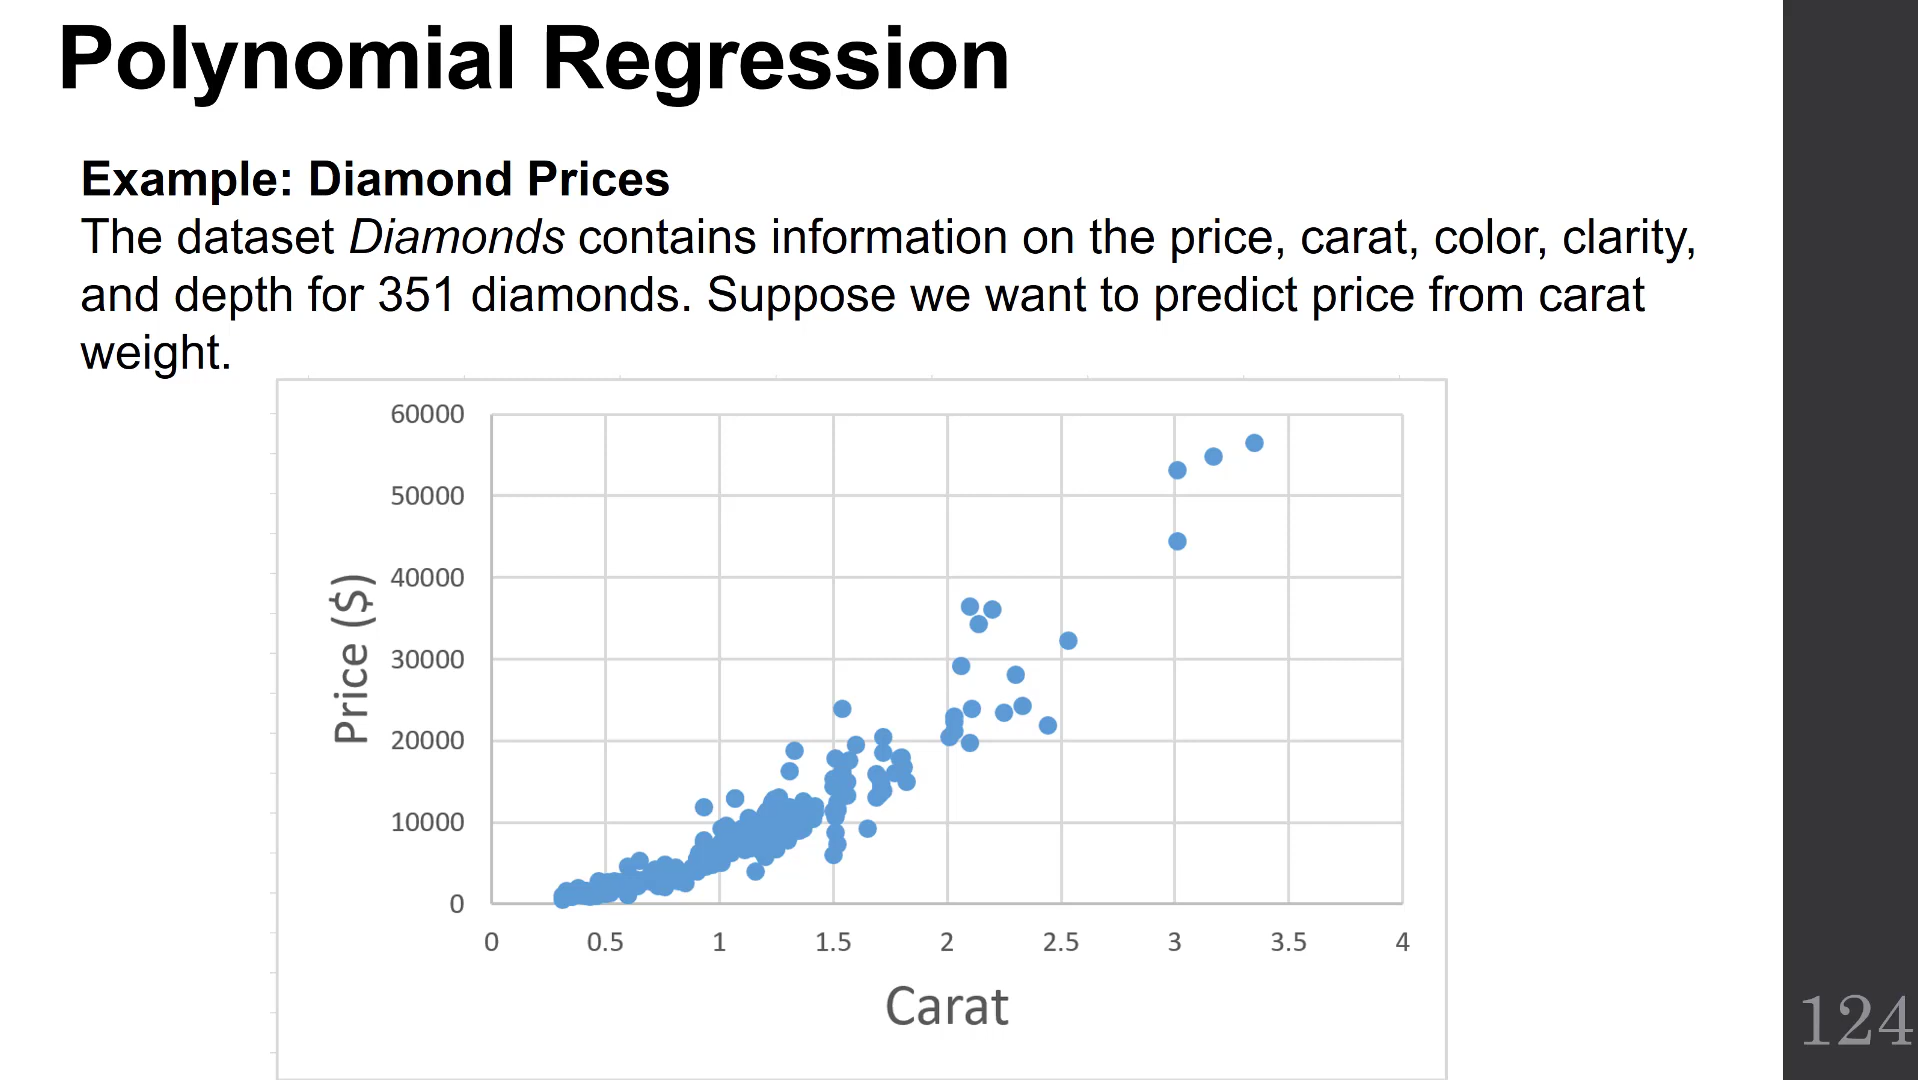 Polynomial Regression
Example: Diamond Prices
The dataset Diamonds contains information on the price, carat, color, clarity,
and depth for 351 diamonds. Suppose we want to predict price from carat
weight.
60000
50000
40000
30000
20000
10000
0
Price ($)
0 0.5 1 1.5 2 2.5 3 3.5 4
Carat
124